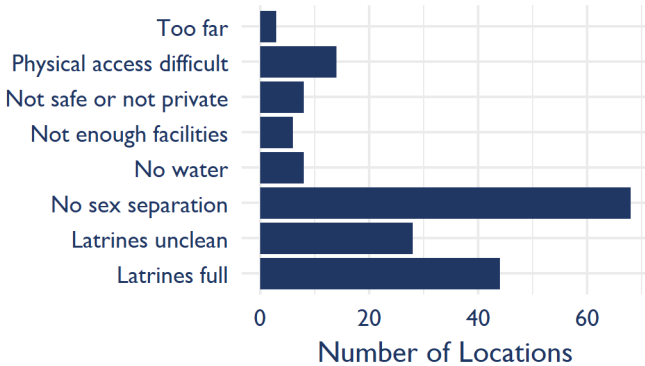 Too far
Physical access difficult
Not safe or not private
Not enough facilities
No water
No sex separation
Latrines unclean
Latrines full
0 20 40 60
Number of Locations